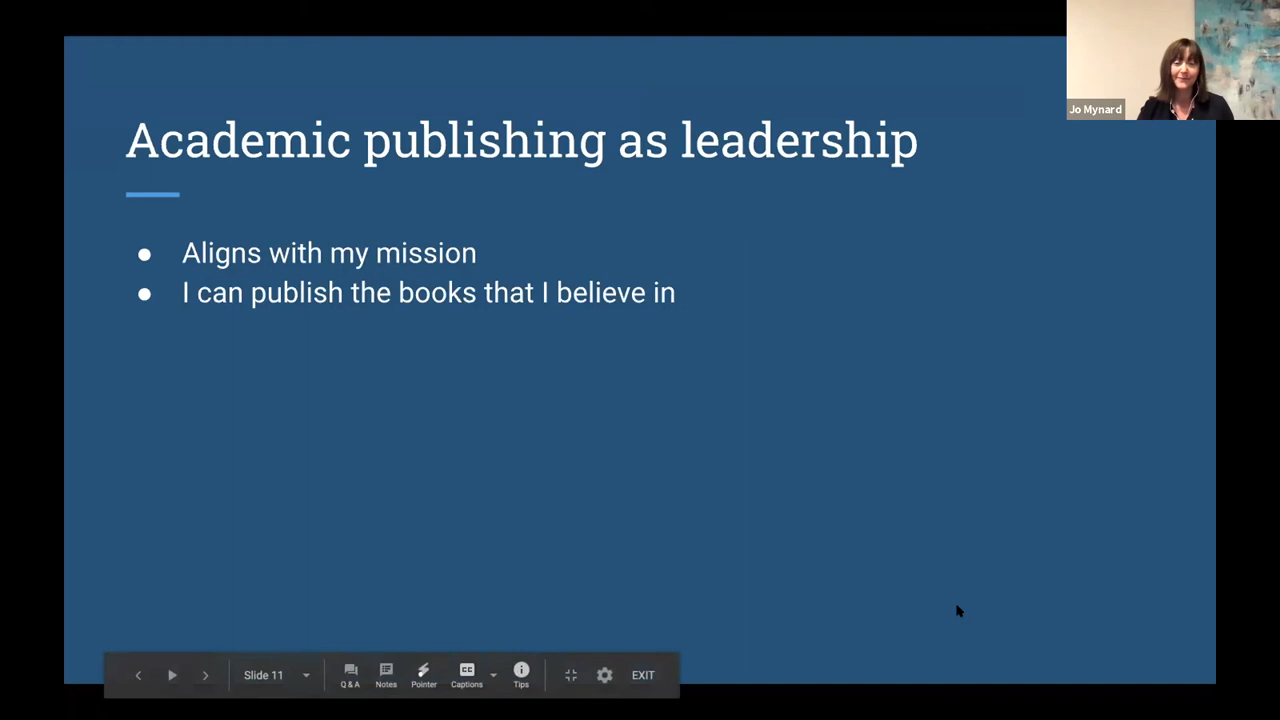 Jo Mynard
Academic publishing as leadership
● Aligns with my mission
● I can publish the books that I believe in
Slide 11
Q & A
Notes
Pointer
CC
Captions
Tips
EXIT